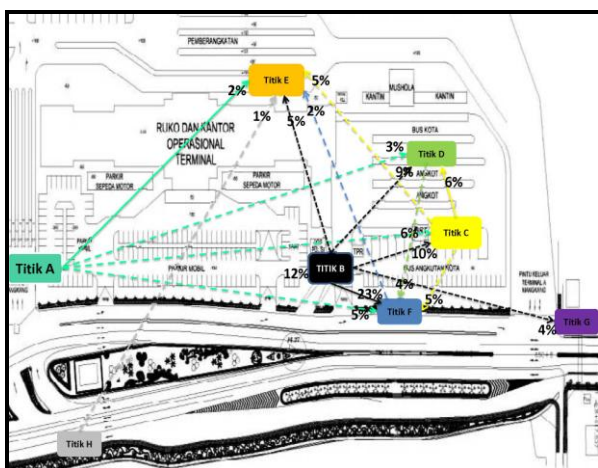 PEMBERANGKATAN
Titik E
5%
2%
1%
5%
2%
MUSHOLA
KANTIN
KANTIN
BUS KOTA
RUKO DAN KANTOR
OPERASIONAL
TERMINAL
3%
Titik D
9%
ANGKOT
6%
PARKIR
SEPEDA MOTOR
PARKIR
SEPEDA MOTOR
ANGKOT
6%
Titik C
10%
Titik A
PARKIR MOBIL
12%
TITIK B
BUS ANGKUTAN KOTA
PINTU KELUAR
TERMINAL A
4%
23%
5%
5%
Titik F
4%
Titik G
Titik H